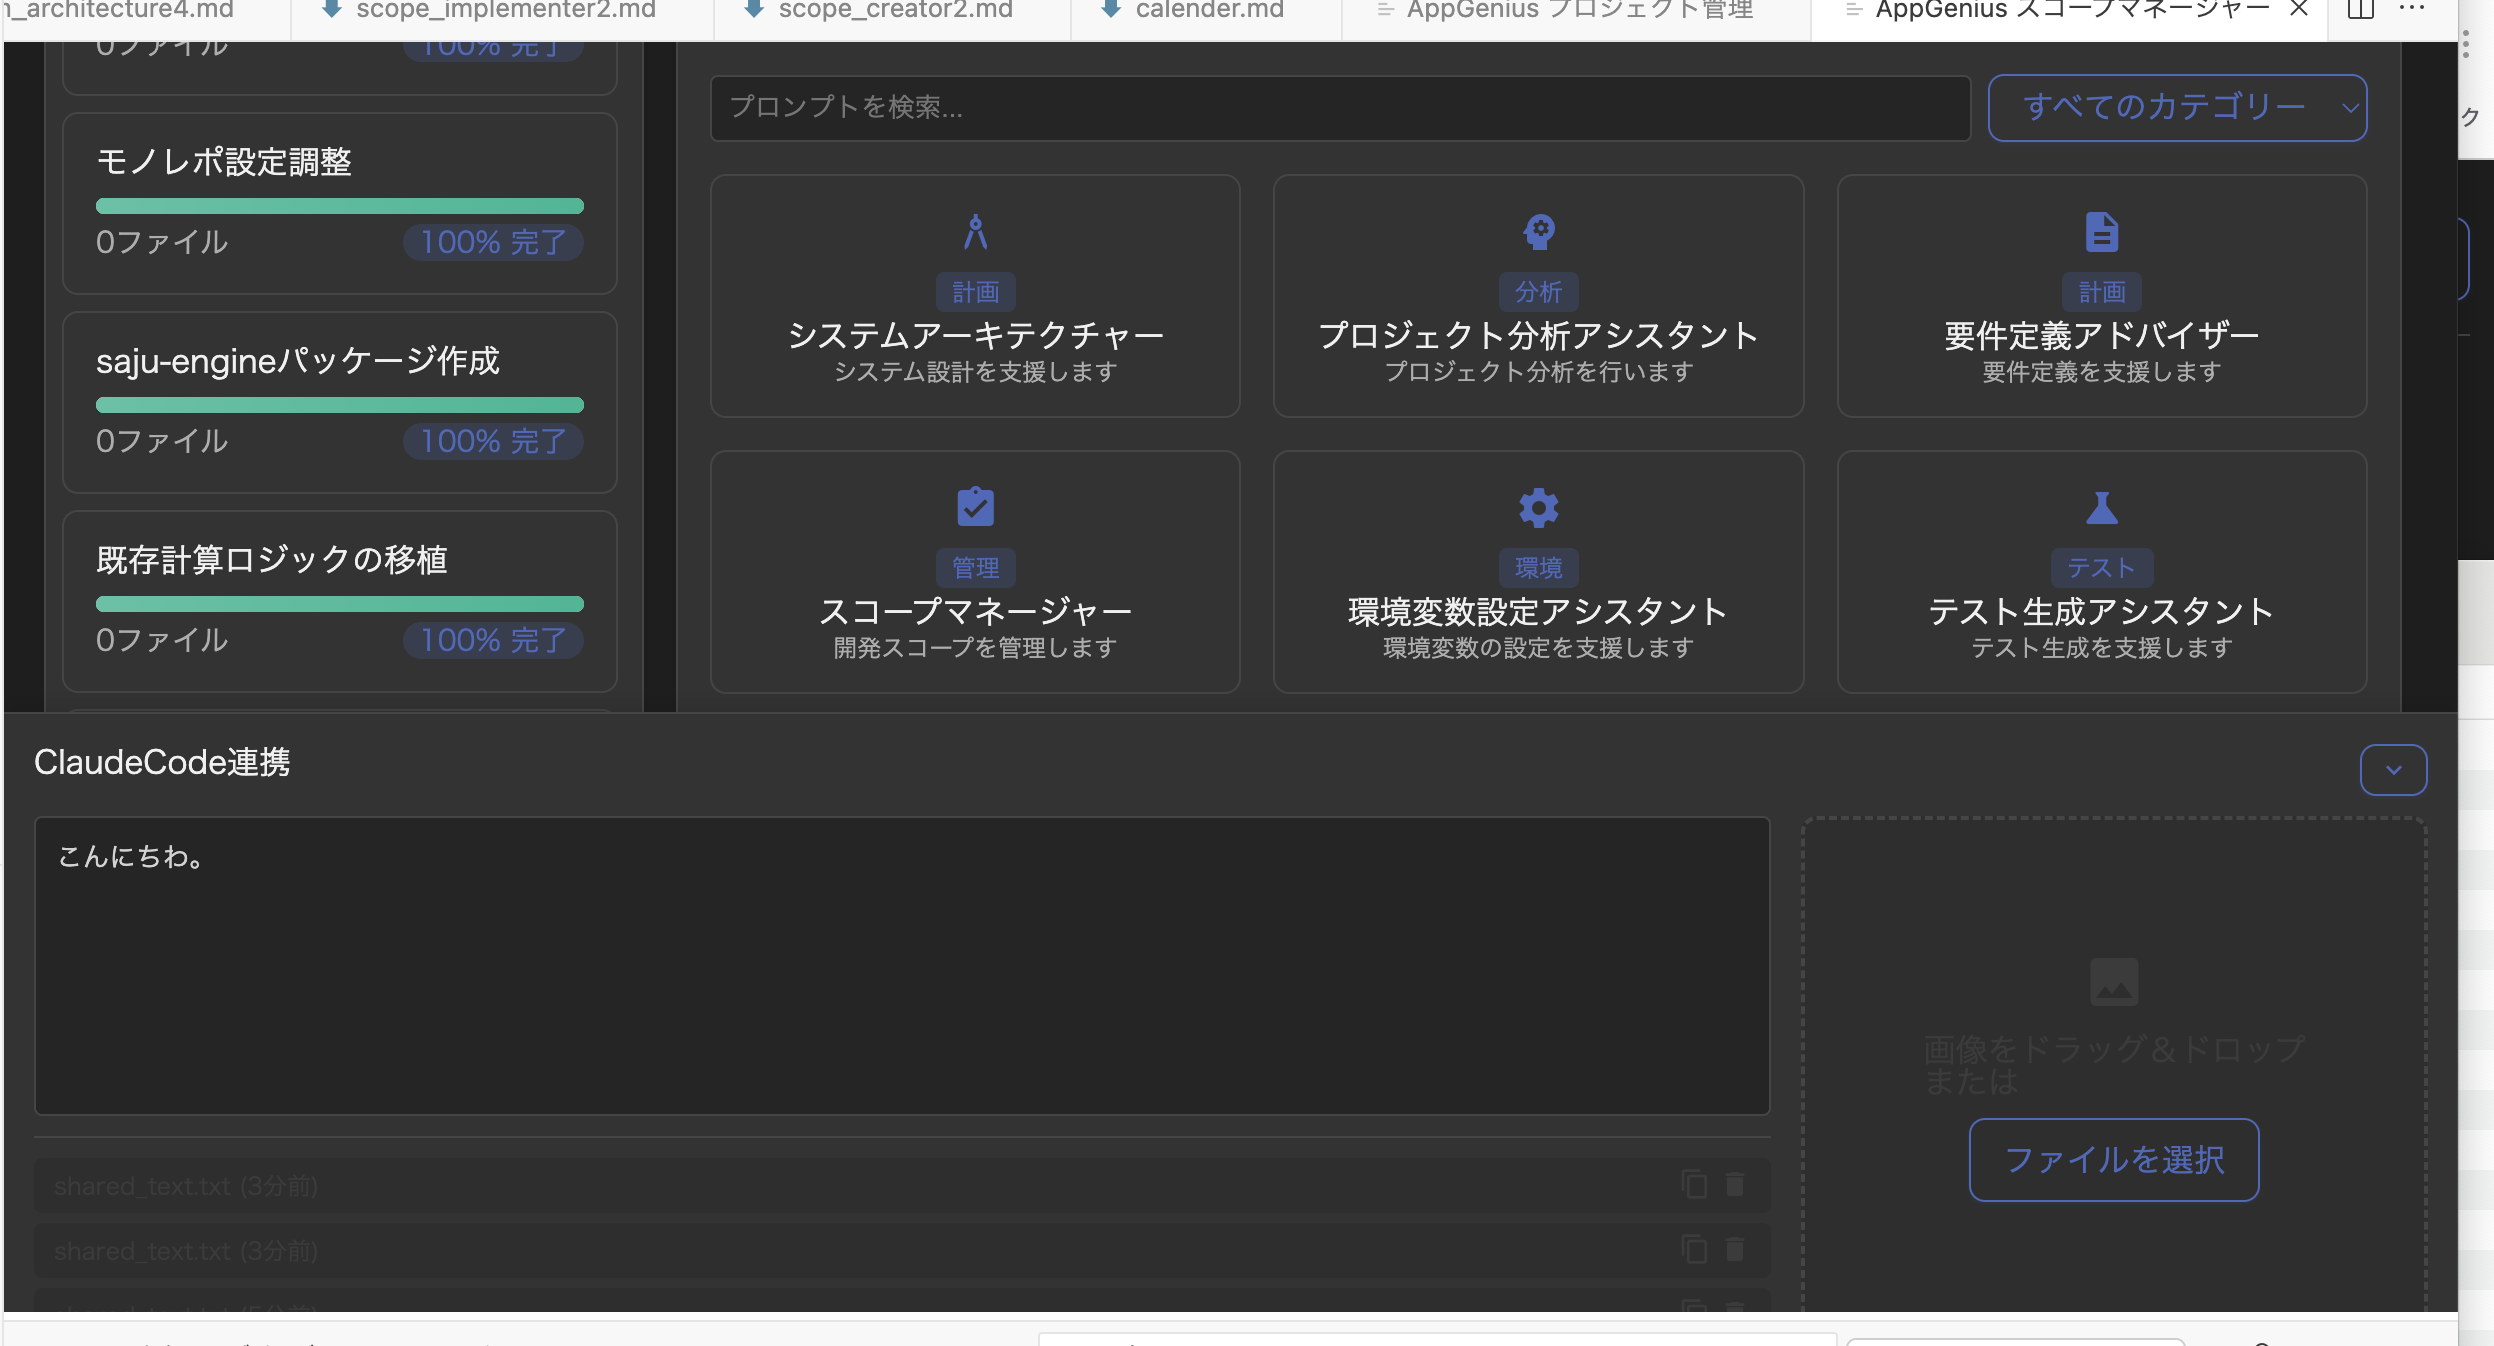 n_architecture4.md
scope_implementer2.md
scope_creator2.md
calender.md
AppGenius プロジェクト管理
AppGenius スコープマネージャー
0ファイル
100% 完了
モノレポ設定調整
0ファイル
100% 完了
saju-engineパッケージ作成
0ファイル
100% 完了
既存計算ロジックの移植
0ファイル
100% 完了
プロンプトを検索...
すべてのカテゴリー
ク
計画
システムアーキテクチャー
システム設計を支援します
分析
プロジェクト分析アシスタント
プロジェクト分析を行います
計画
要件定義アドバイザー
要件定義を支援します
管理
スコープマネージャー
開発スコープを管理します
環境
環境変数設定アシスタント
環境変数の設定を支援します
テスト
テスト生成アシスタント
テスト生成を支援します
ClaudeCode連携
こんにちわ。
shared_text.txt (3分前)
shared_text.txt (3分前)
画像をドラッグ＆ドロップ
または
ファイルを選択